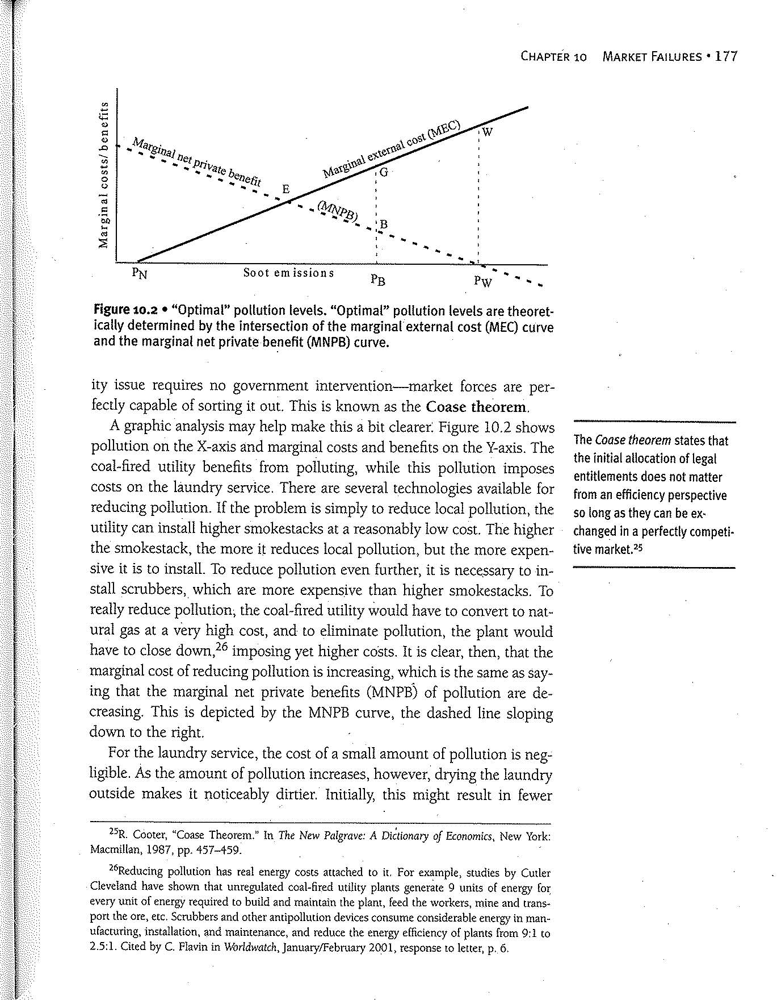 CHAPTER 10 MARKET FAILURES • 177
Marginal costs/benefits
Marginal net private benefit
(MNPB)
Marginal external cost (MEC)
E
G
B
W
PN
Soot emissions
PB
PW
Figure 10.2 • “Optimal” pollution levels. “Optimal” pollution levels are theoret-
ically determined by the intersection of the marginal external cost (MEC) curve
and the marginal net private benefit (MNPB) curve.
ity issue requires no government intervention—market forces are per-
fectly capable of sorting it out. This is known as the Coase theorem.
A graphic analysis may help make this a bit clearer. Figure 10.2 shows
pollution on the X-axis and marginal costs and benefits on the Y-axis. The
coal-fired utility benefits from polluting, while this pollution imposes
costs on the laundry service. There are several technologies available for
reducing pollution. If the problem is simply to reduce local pollution, the
utility can install higher smokestacks at a reasonably low cost. The higher
the smokestack, the more it reduces local pollution, but the more expen-
sive it is to install. To reduce pollution even further, it is necessary to in-
stall scrubbers, which are more expensive than higher smokestacks. To
really reduce pollution, the coal-fired utility would have to convert to nat-
ural gas at a very high cost, and to eliminate pollution, the plant would
have to close down,26 imposing yet higher costs. It is clear, then, that the
marginal cost of reducing pollution is increasing, which is the same as say-
ing that the marginal net private benefits (MNPB) of pollution are de-
creasing. This is depicted by the MNPB curve, the dashed line sloping
down to the right.
For the laundry service, the cost of a small amount of pollution is neg-
ligible. As the amount of pollution increases, however, drying the laundry
outside makes it noticeably dirtier. Initially, this might result in fewer
The Coase theorem states that
the initial allocation of legal
entitlements does not matter
from an efficiency perspective
so long as they can be ex-
changed in a perfectly competi-
tive market.25
25R. Cooter, “Coase Theorem.” In The New Palgrave: A Dictionary of Economics, New York:
Macmillan, 1987, pp. 457–459.
26Reducing pollution has real energy costs attached to it. For example, studies by Cutler
Cleveland have shown that unregulated coal-fired utility plants generate 9 units of energy for
every unit of energy required to build and maintain the plant, feed the workers, mine and trans-
port the ore, etc. Scrubbers and other antipollution devices consume considerable energy in man-
ufacturing, installation, and maintenance, and reduce the energy efficiency of plants from 9:1 to
2.5:1. Cited by C. Flavin in Worldwatch, January/February 2001, response to letter, p. 6.